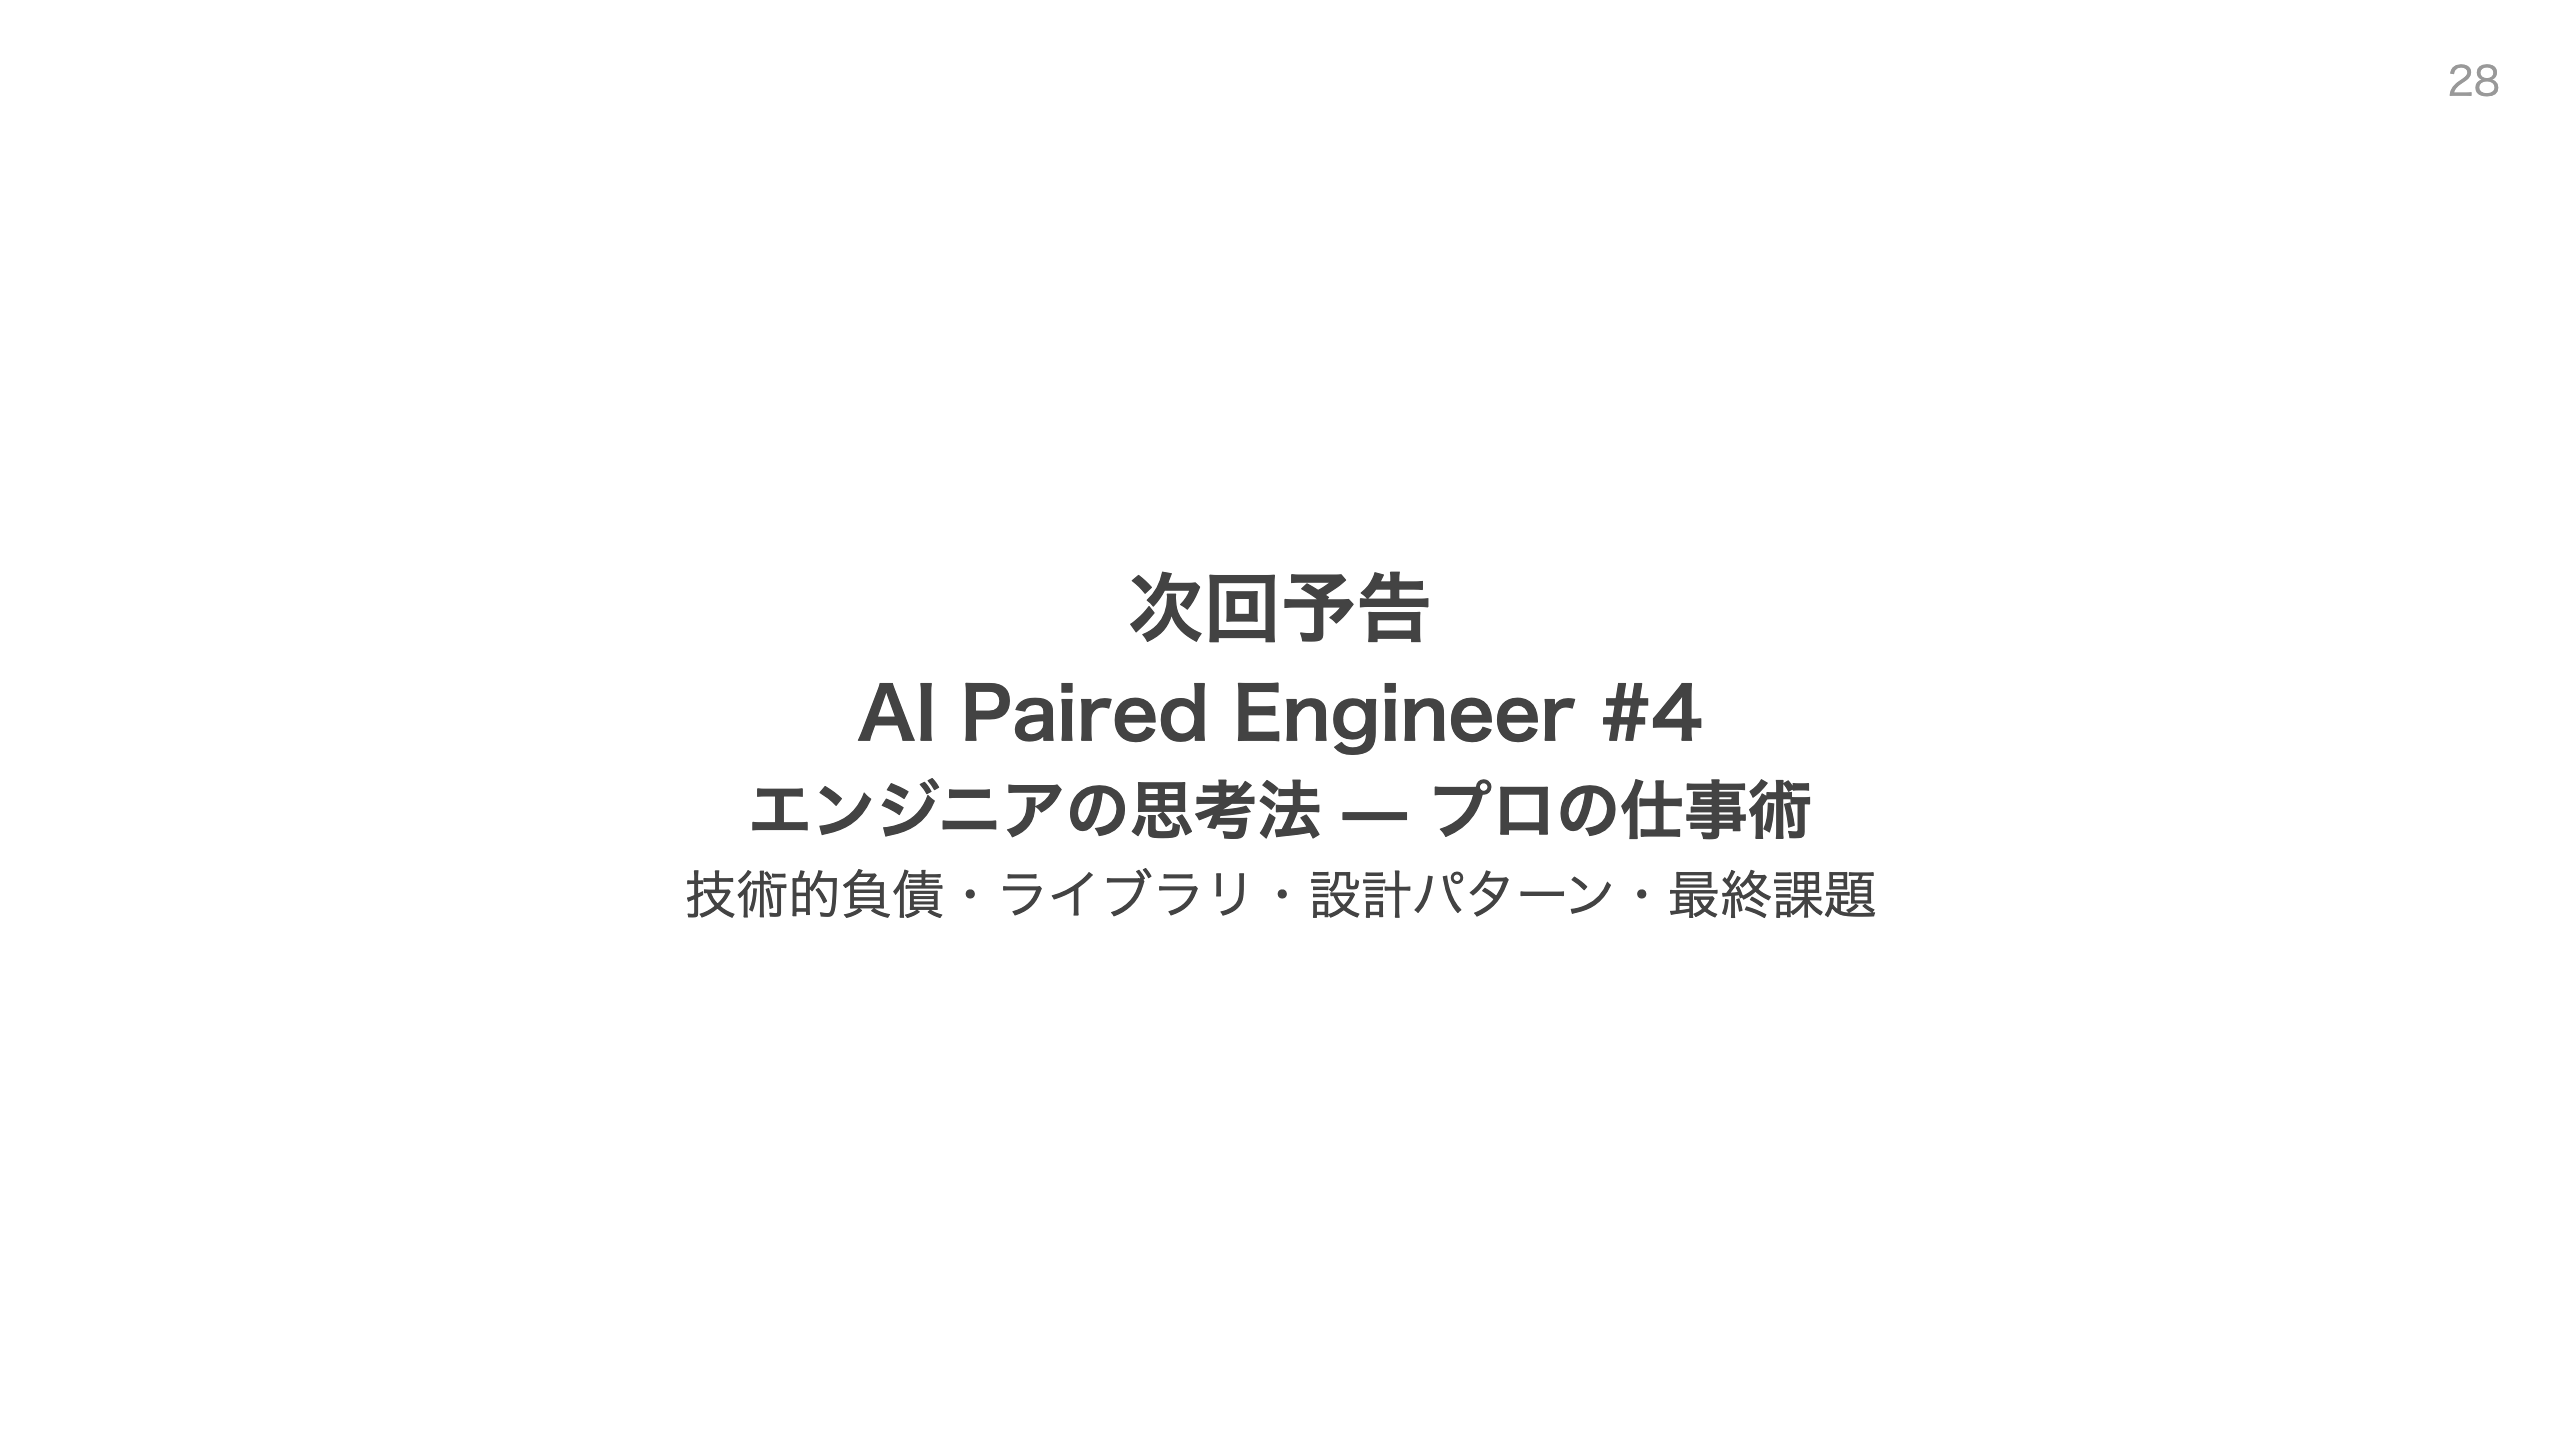 28
次回予告
AI Paired Engineer #4
エンジニアの思考法 — プロの仕事術
技術的負債・ライブラリ・設計パターン・最終課題